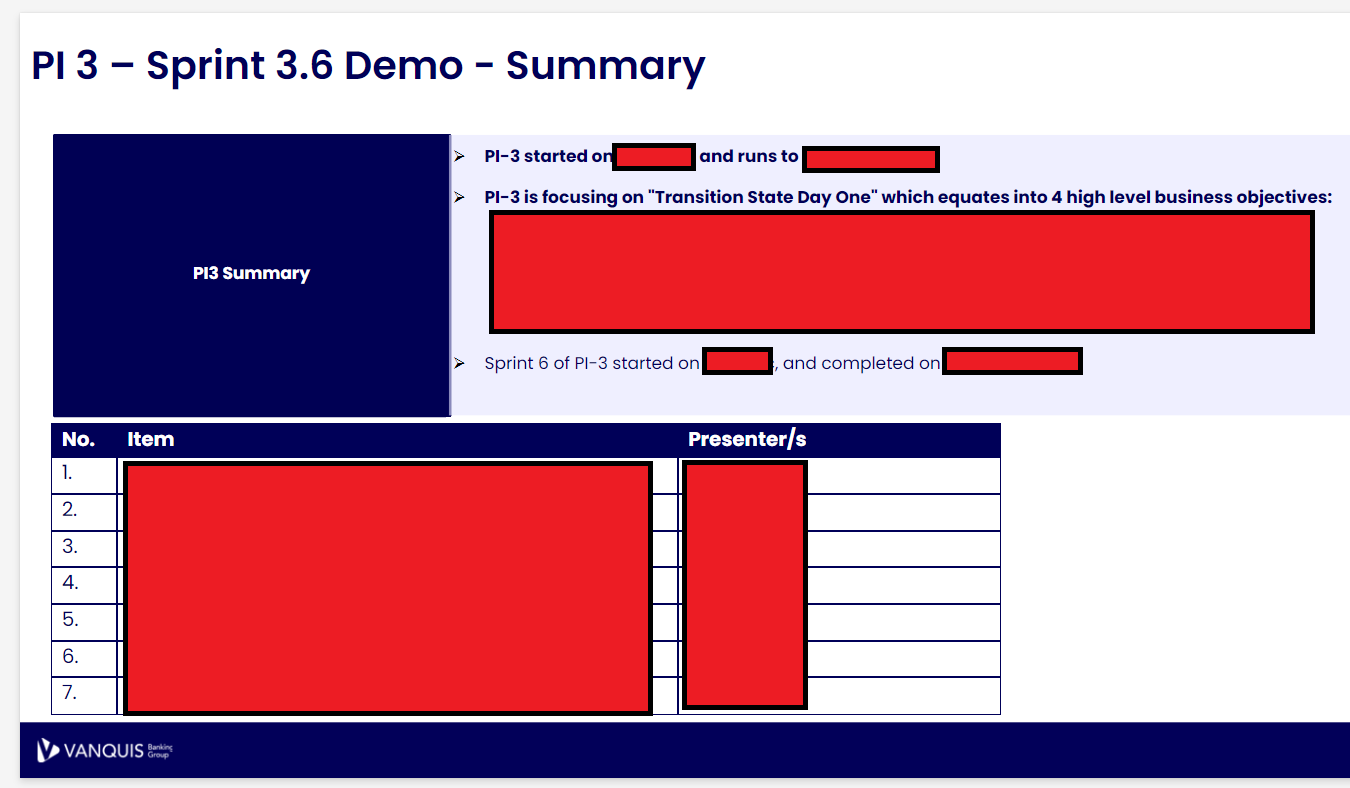 PI 3 – Sprint 3.6 Demo - Summary
PI3 Summary
PI-3 started on and runs to
PI-3 is focusing on "Transition State Day One" which equates into 4 high level business objectives:
Sprint 6 of PI-3 started on , and completed on
No. Item Presenter/s
1.
2.
3.
4.
5.
6.
7.
VANQUIS Banking
Group